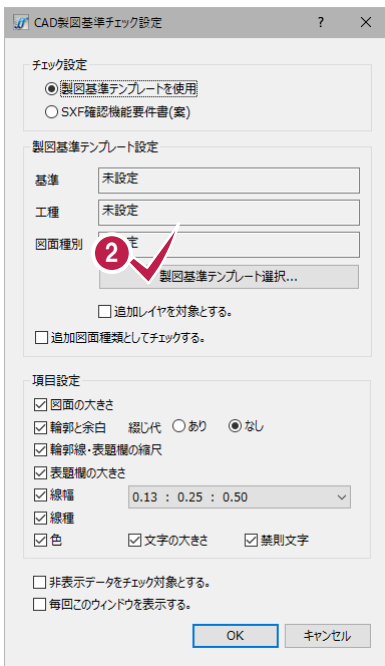 CAD製図基準チェック設定 ? ×
チェック設定
製図基準テンプレートを使用
SXF確認機能要件書(案)
製図基準テンプレート設定
基準 未設定
工種 未設定
図面種別 定
2
製図基準テンプレート選択...
追加レイヤを対象とする。
追加図面種類としてチェックする。
項目設定
図面の大きさ
輪郭と余白 綴じ代 あり なし
輪郭線・表題欄の縮尺
表題欄の大きさ
線幅 0.13 : 0.25 : 0.50
線種
色 文字の大きさ 禁則文字
非表示データをチェック対象とする。
毎回このウィンドウを表示する。
OK キャンセル